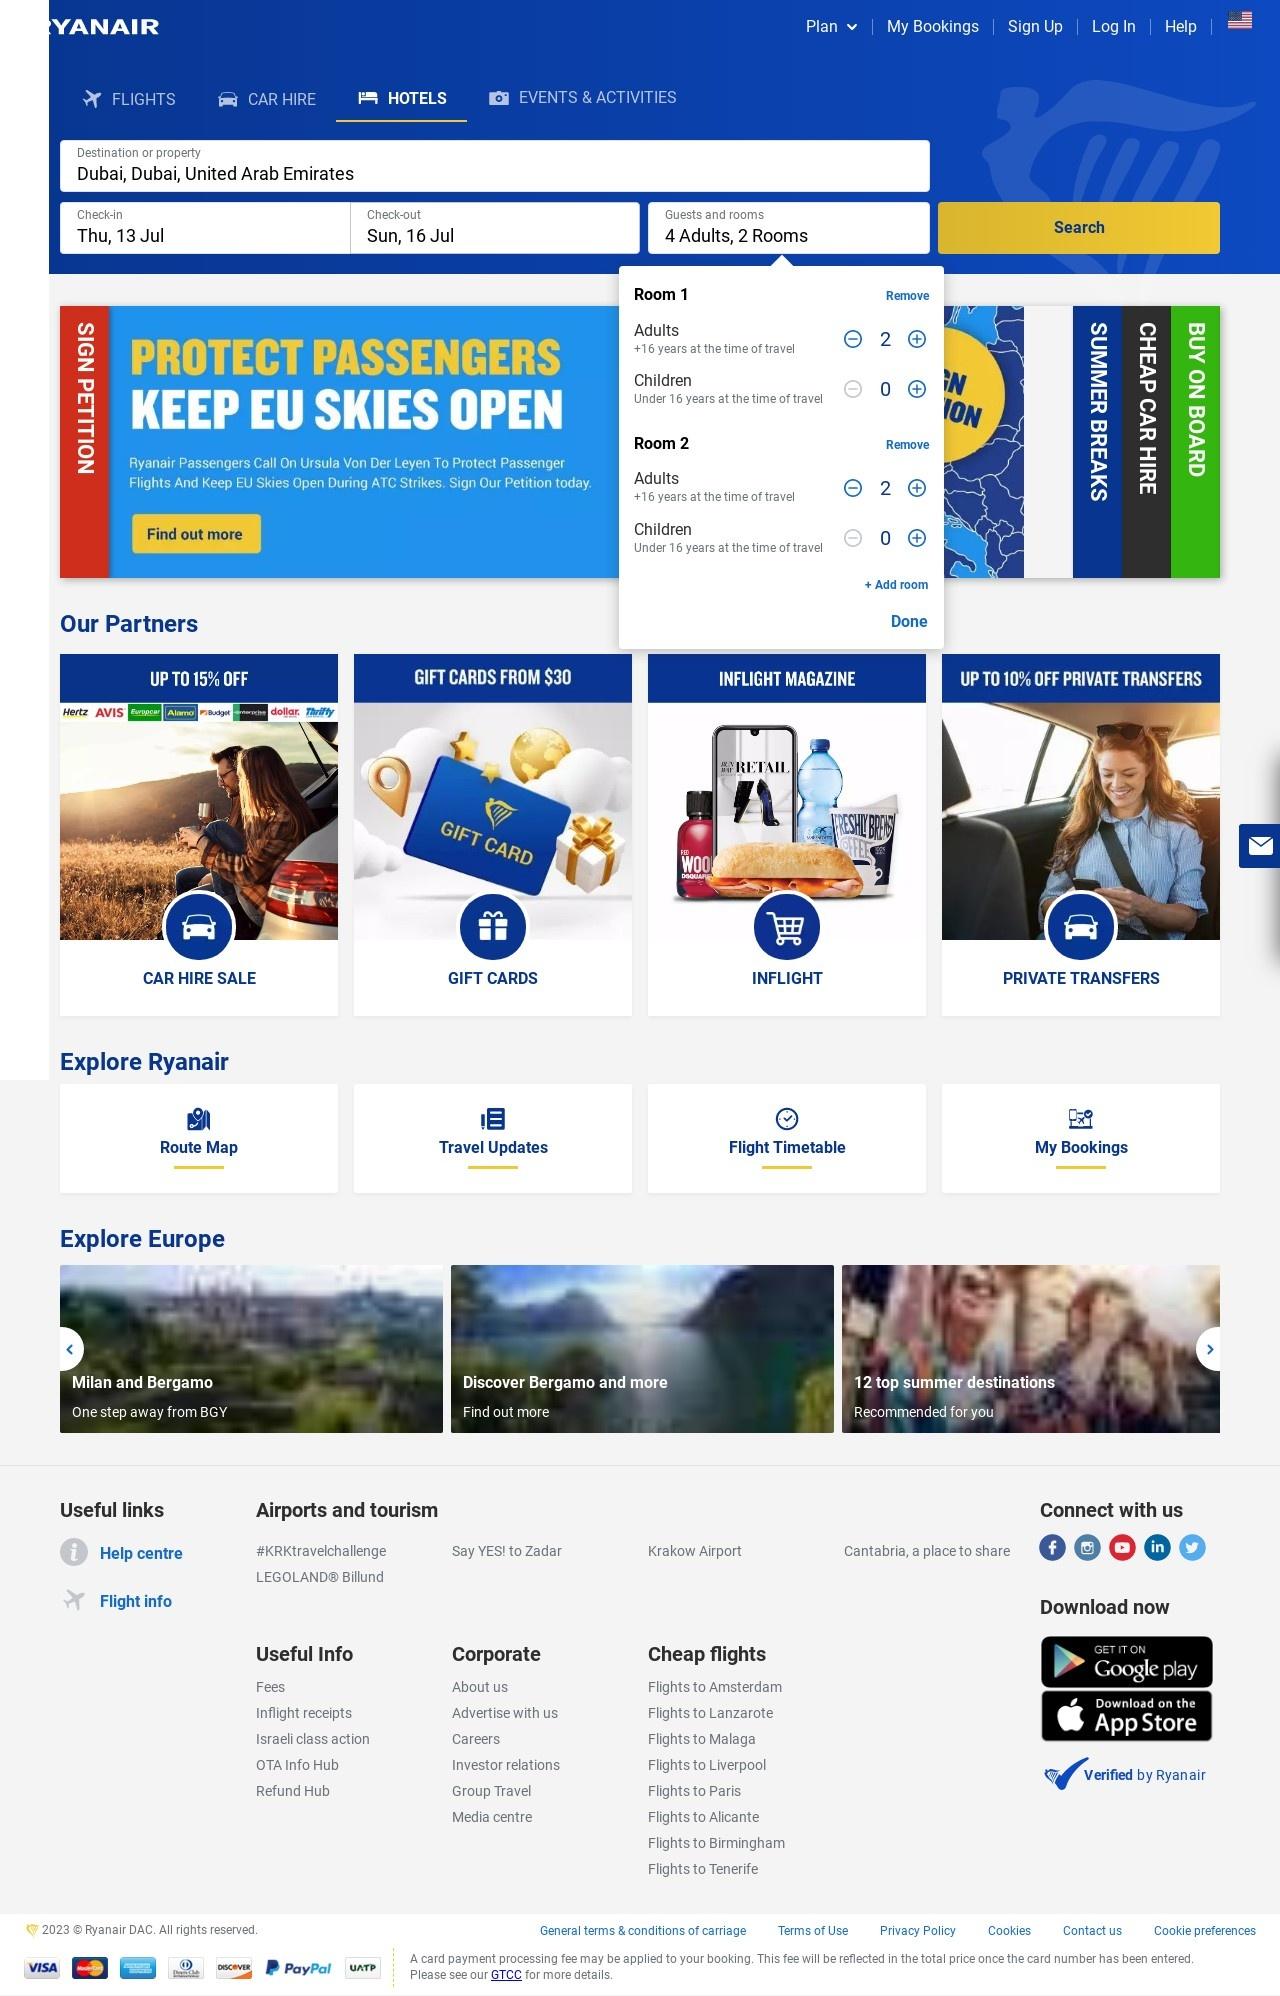 RYANAIR
Plan
My Bookings
Sign Up
Log In
Help
FLIGHTS
CAR HIRE
HOTELS
EVENTS & ACTIVITIES
Destination or property
Dubai, Dubai, United Arab Emirates
Check-in
Thu, 13 Jul
Check-out
Sun, 16 Jul
Guests and rooms
4 Adults, 2 Rooms
Search
Room 1
Remove
Adults
+16 years at the time of travel
2
Children
Under 16 years at the time of travel
0
Room 2
Remove
Adults
+16 years at the time of travel
2
Children
Under 16 years at the time of travel
0
+ Add room
Done
SIGN PETITION
PROTECT PASSENGERS
KEEP EU SKIES OPEN
Ryanair Passengers Call On Ursula Von Der Leyen To Protect Passenger
Flights And Keep EU Skies Open During ATC Strikes. Sign Our Petition today.
Find out more
SUMMER BREAKS
CHEAP CAR HIRE
BUY ON BOARD
Our Partners
UP TO 15% OFF
Hertz AVIS Europcar Alamo Budget enterprise dollar. Thrifty
CAR HIRE SALE
GIFT CARDS FROM $30
GIFT CARD
GIFT CARDS
INFLIGHT MAGAZINE
RETAIL
INFLIGHT
UP TO 10% OFF PRIVATE TRANSFERS
PRIVATE TRANSFERS
Explore Ryanair
Route Map
Travel Updates
Flight Timetable
My Bookings
Explore Europe
Milan and Bergamo
One step away from BGY
Discover Bergamo and more
Find out more
12 top summer destinations
Recommended for you
Useful links
Help centre
Flight info
Airports and tourism
#KRKtravelchallenge
Say YES! to Zadar
Krakow Airport
Cantabria, a place to share
LEGOLAND® Billund
Useful Info
Fees
Inflight receipts
Israeli class action
OTA Info Hub
Refund Hub
Corporate
About us
Advertise with us
Careers
Investor relations
Group Travel
Media centre
Cheap flights
Flights to Amsterdam
Flights to Lanzarote
Flights to Malaga
Flights to Liverpool
Flights to Paris
Flights to Alicante
Flights to Birmingham
Flights to Tenerife
Connect with us
Download now
GET IT ON
Google play
Download on the
App Store
Verified by Ryanair
2023 © Ryanair DAC. All rights reserved.
General terms & conditions of carriage
Terms of Use
Privacy Policy
Cookies
Contact us
Cookie preferences
VISA MasterCard DISCOVER PayPal UATP
A card payment processing fee may be applied to your booking. This fee will be reflected in the total price once the card number has been entered.
Please see our GTCC for more details.